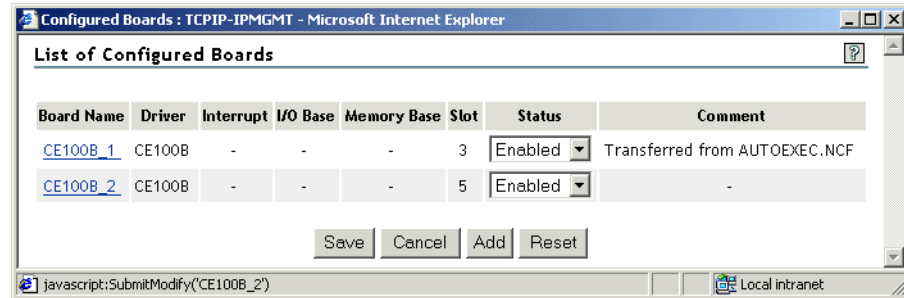 Configured Boards : TCPIP-IPMGMT - Microsoft Internet Explorer
List of Configured Boards ?
Board Name Driver Interrupt I/O Base Memory Base Slot Status Comment
CE100B_1 CE100B - - - 3 Enabled Transferred from AUTOEXEC.NCF
CE100B_2 CE100B - - - 5 Enabled -
Save Cancel Add Reset
javascript:SubmitModify('CE100B_2') Local intranet